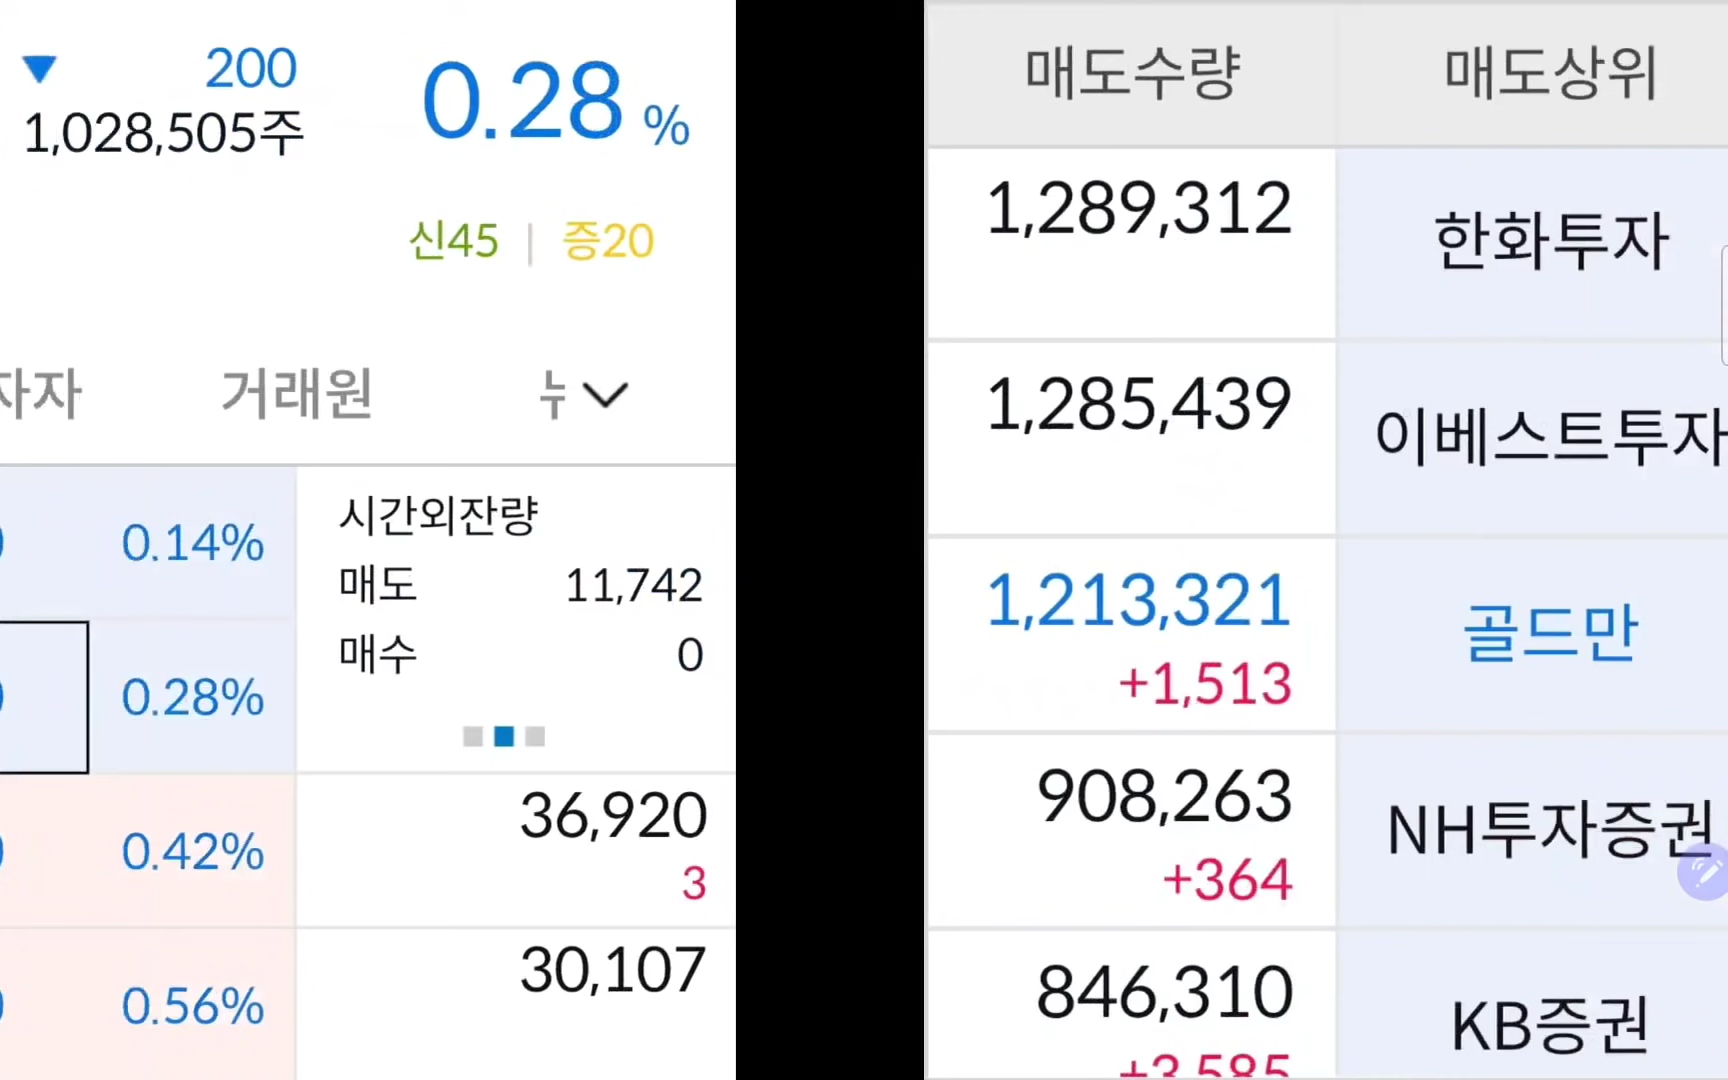 ▼ 200
0.28 %
1,028,505주
신45 | 증20
자자 거래원
0.14%
시간외잔량
매도 11,742
매수 0
0.28%
36,920
3
0.42%
30,107
0.56%
매도수량 매도상위
1,289,312 한화투자
1,285,439 이베스트투자
1,213,321 골드만
+1,513
908,263 NH투자증권
+364
846,310 KB증권
+3,585